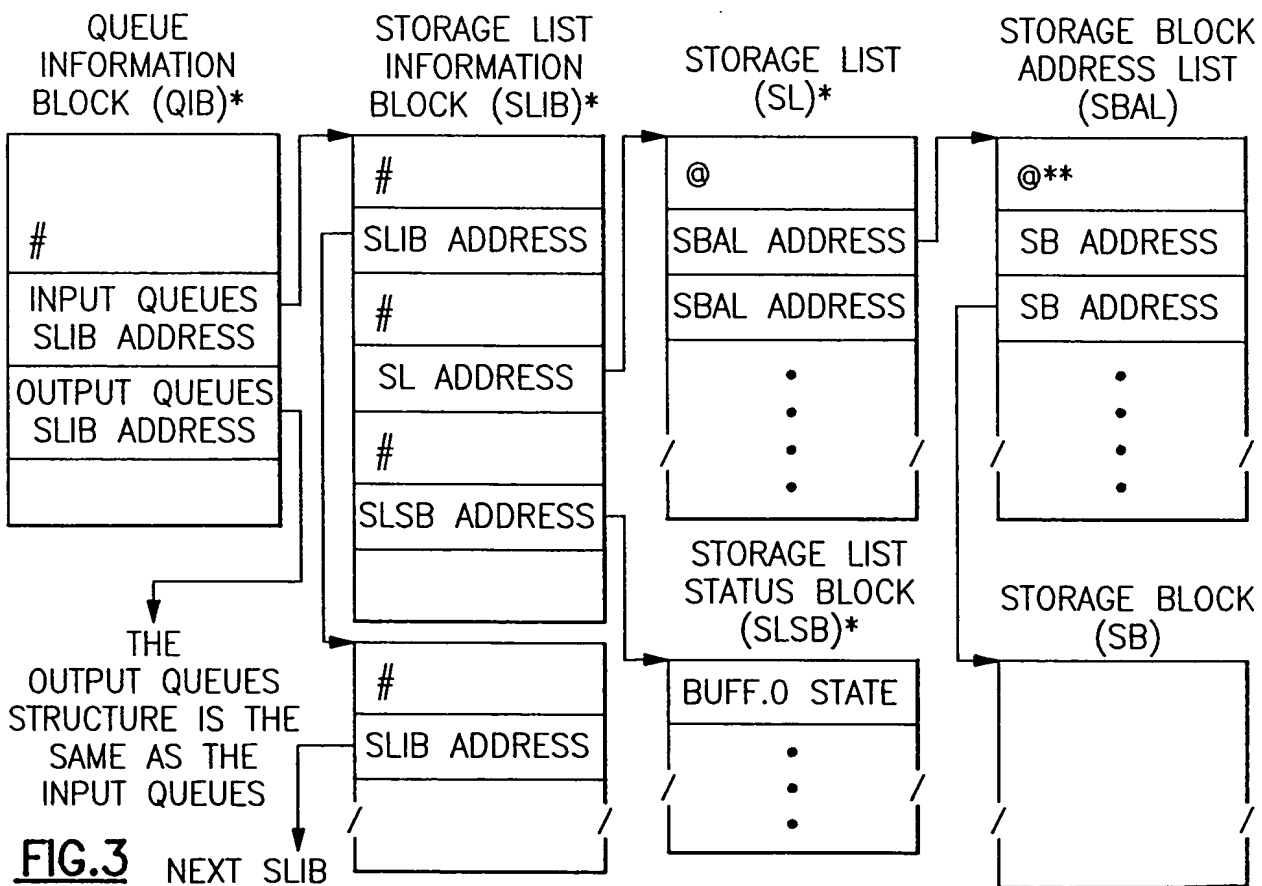 QUEUE
INFORMATION
BLOCK (QIB)*
#
INPUT QUEUES
SLIB ADDRESS
OUTPUT QUEUES
SLIB ADDRESS
THE
OUTPUT QUEUES
STRUCTURE IS THE
SAME AS THE
INPUT QUEUES
STORAGE LIST
INFORMATION
BLOCK (SLIB)*
#
SLIB ADDRESS
#
SL ADDRESS
#
SLSB ADDRESS
#
SLIB ADDRESS
NEXT SLIB
STORAGE LIST
(SL)*
@
SBAL ADDRESS
SBAL ADDRESS
STORAGE LIST
STATUS BLOCK
(SLSB)*
BUFF.0 STATE
STORAGE BLOCK
ADDRESS LIST
(SBAL)
@**
SB ADDRESS
SB ADDRESS
STORAGE BLOCK
(SB)
FIG.3